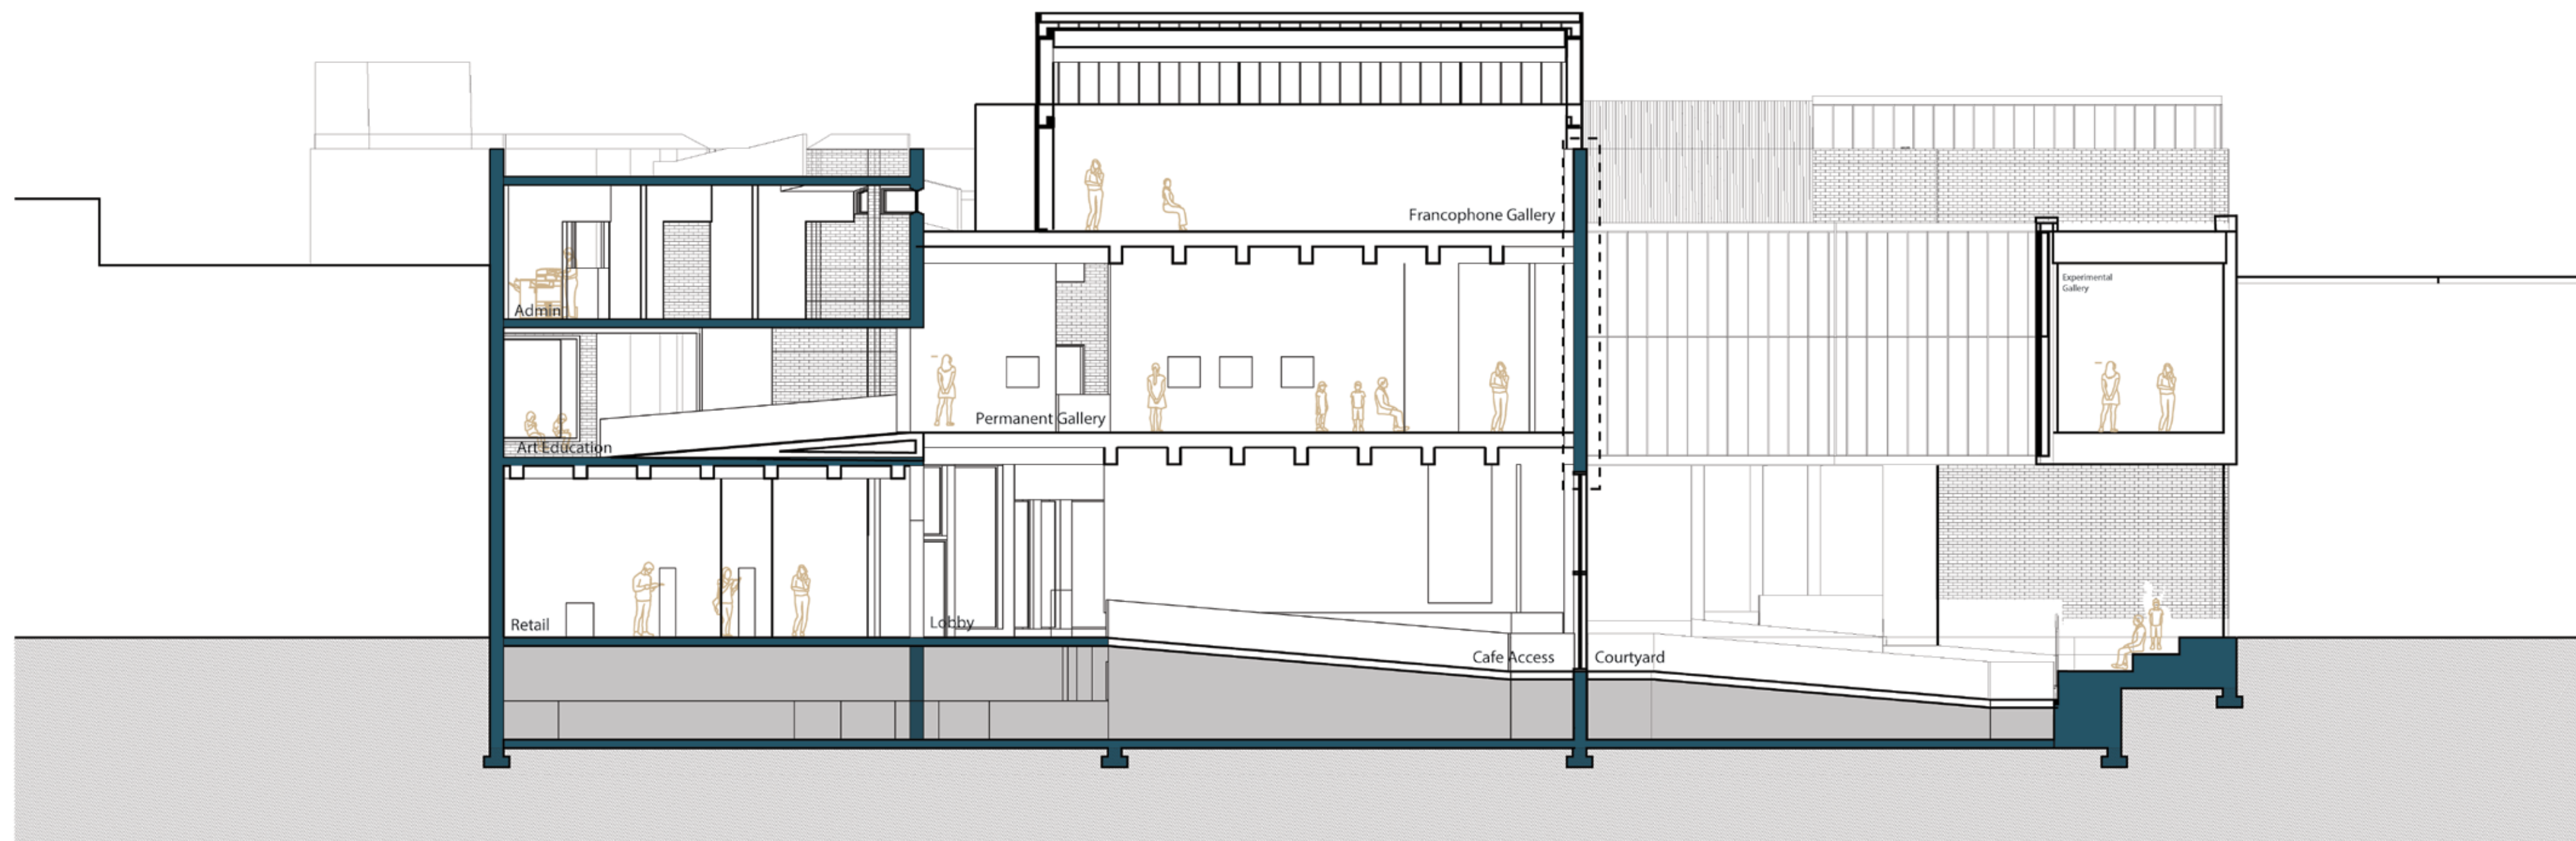 Francophone Gallery
Experimental
Gallery
Admin
Permanent Gallery
Art Education
Retail
Lobby
Cafe Access
Courtyard